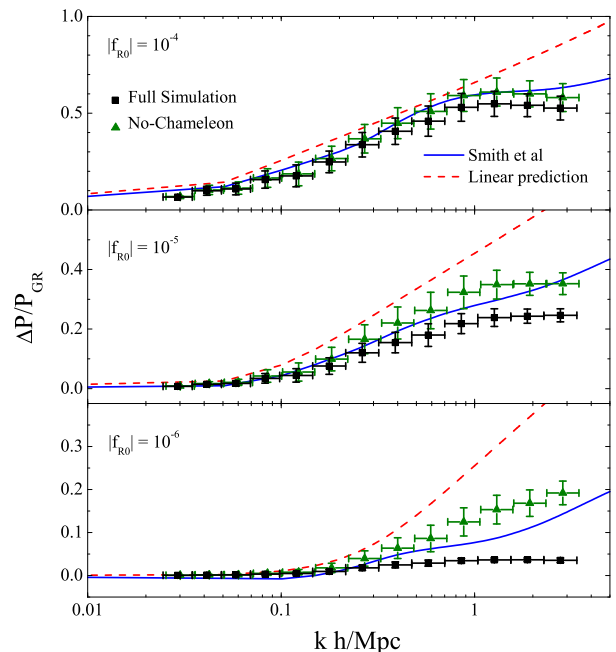 1.0
|f_R0| = 10^-4
Full Simulation
No-Chameleon
0.5
Smith et al
Linear prediction
0.0
|f_R0| = 10^-5
0.4
ΔP/P_GR
0.2
0.0
|f_R0| = 10^-6
0.3
0.2
0.1
0.0
0.01 0.1 1
k h/Mpc